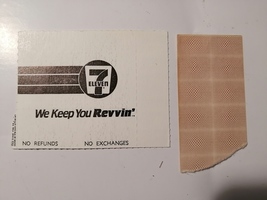 7
ELEVEN
We Keep You Revvin'.
NO REFUNDS NO EXCHANGES